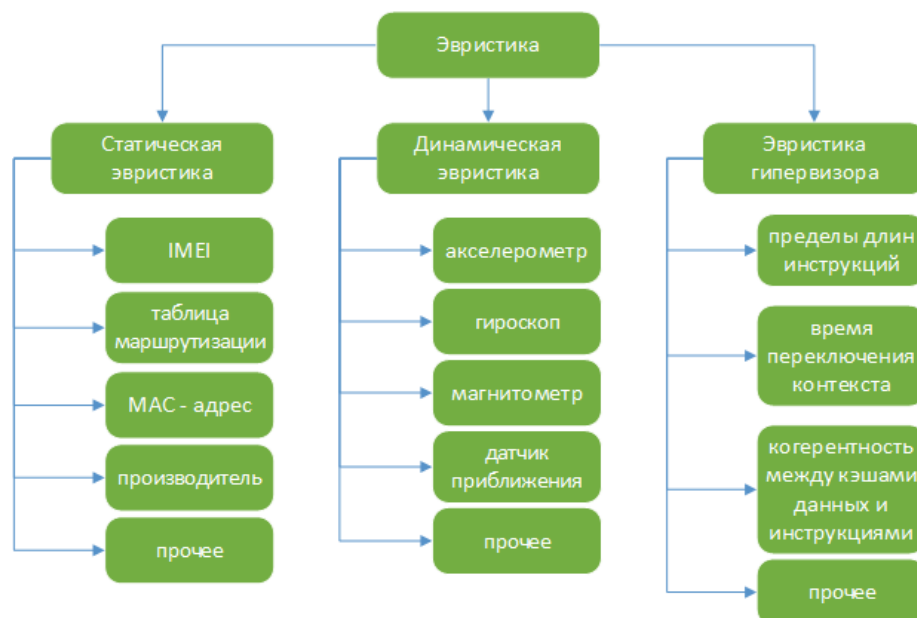 Эвристика
Статическая
эвристика
IMEI
таблица
маршрутизации
МАС - адрес
производитель
прочее
Динамическая
эвристика
акселерометр
гироскоп
магнитометр
датчик
приближения
прочее
Эвристика
гипервизора
пределы длин
инструкций
время
переключения
контекста
когерентность
между кэшами
данных и
инструкциями
прочее